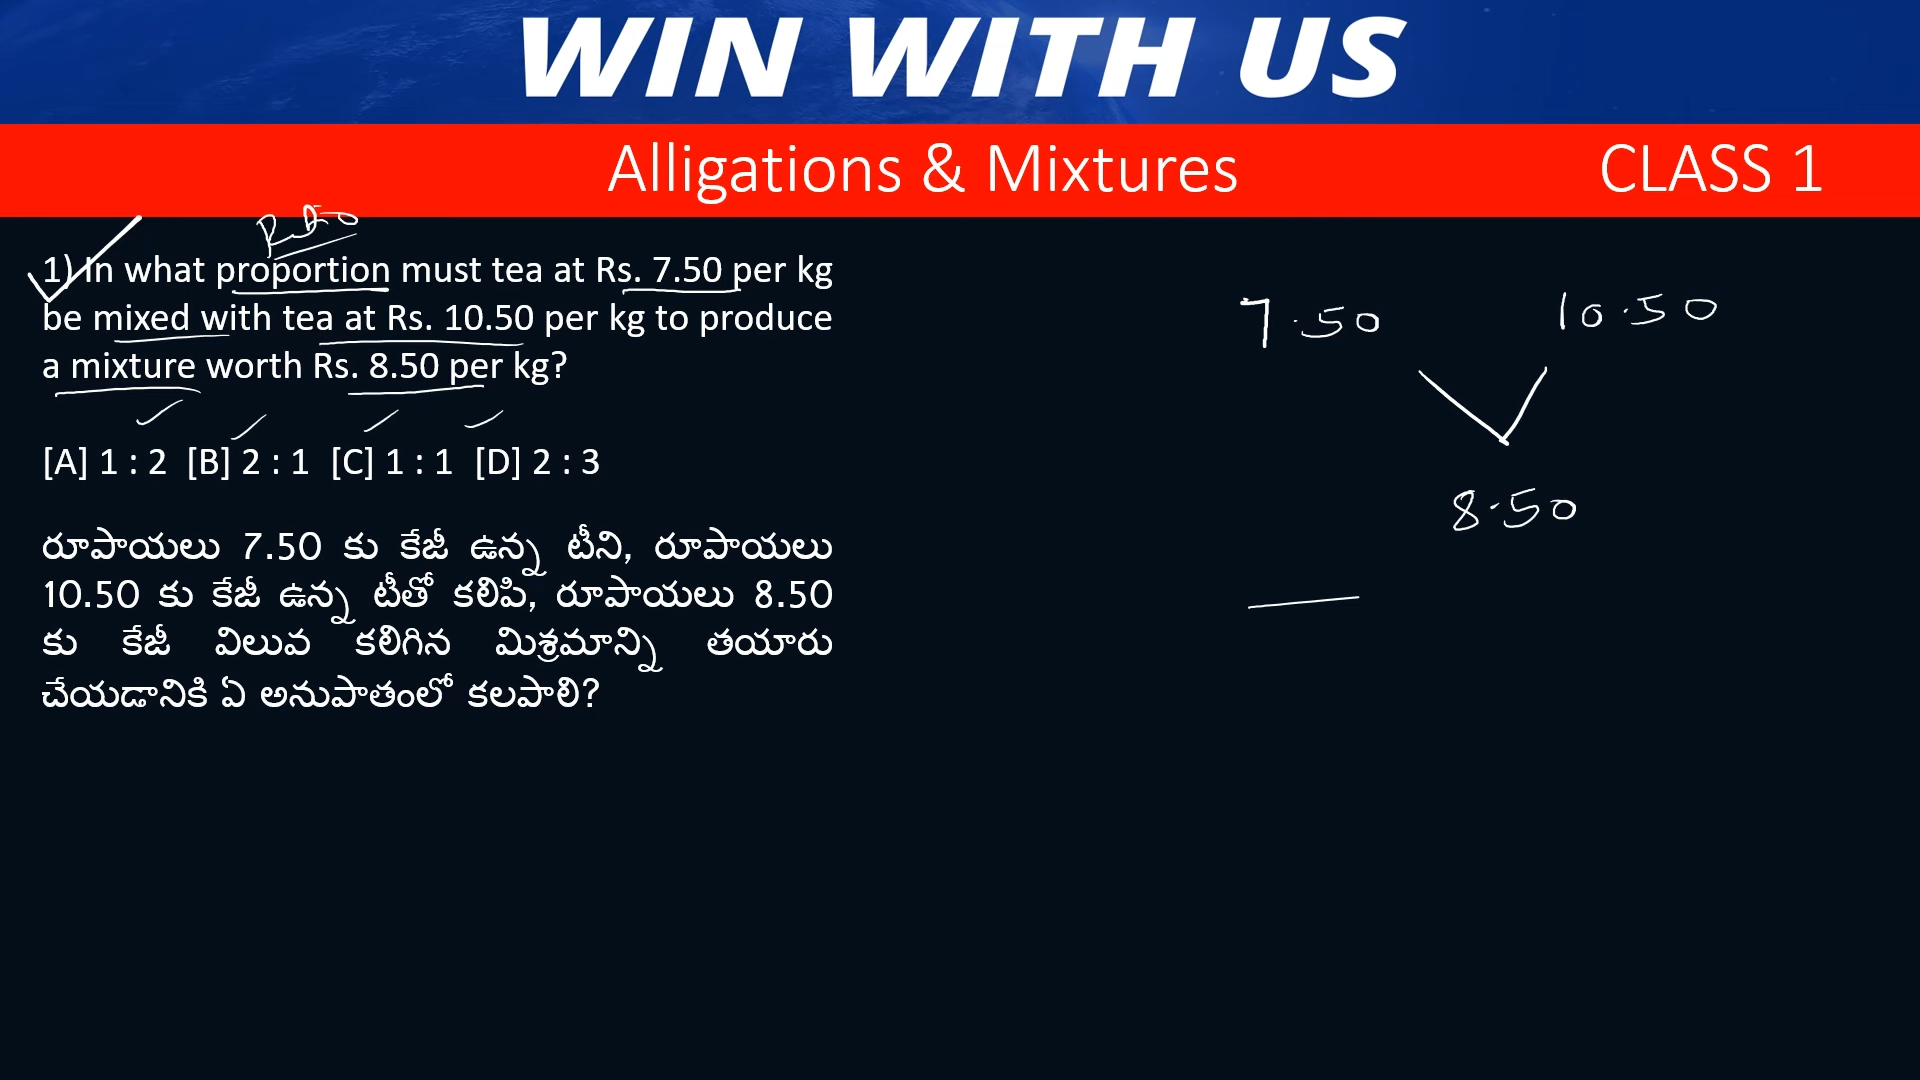 WIN WITH US
Alligations & Mixtures CLASS 1
Ratio
1) In what proportion must tea at Rs. 7.50 per kg
be mixed with tea at Rs. 10.50 per kg to produce
a mixture worth Rs. 8.50 per kg?
[A] 1 : 2 [B] 2 : 1 [C] 1 : 1 [D] 2 : 3
రూపాయలు 7.50 కు కేజీ ఉన్న టీని, రూపాయలు
10.50 కు కేజీ ఉన్న టీతో కలిపి, రూపాయలు 8.50
కు కేజీ విలువ కలిగిన మిశ్రమాన్ని తయారు
చేయడానికి ఏ అనుపాతంలో కలపాలి?
7.50 10.50
8.50